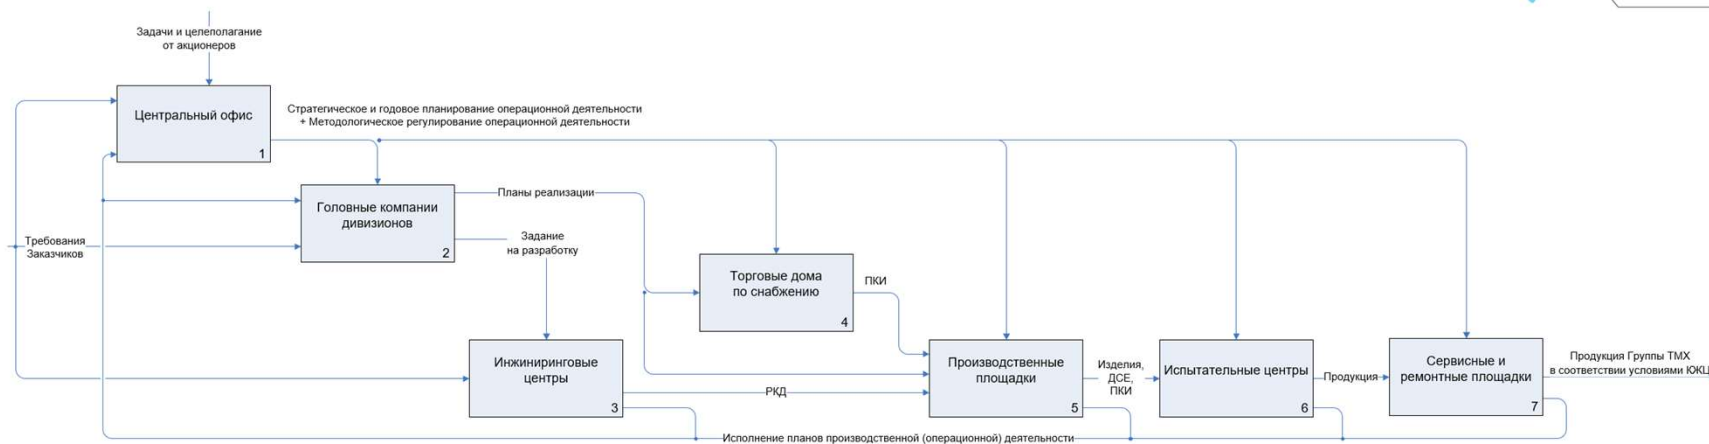 Задачи и целеполагание
от акционеров
Центральный офис
1
Стратегическое и годовое планирование операционной деятельности
+ Методологическое регулирование операционной деятельности
Головные компании
дивизионов
2
Планы реализации
Задание
на разработку
Требования
Заказчиков
Торговые дома
по снабжению
4
ПКИ
Инжиниринговые
центры
3
РКД
Производственные
площадки
5
Изделия,
ДСЕ,
ПКИ
Испытательные центры
6
Продукция
Сервисные и
ремонтные площадки
7
Продукция Группы ТМХ
в соответствии условиями КЖЦ
Исполнение планов производственной (операционной) деятельности